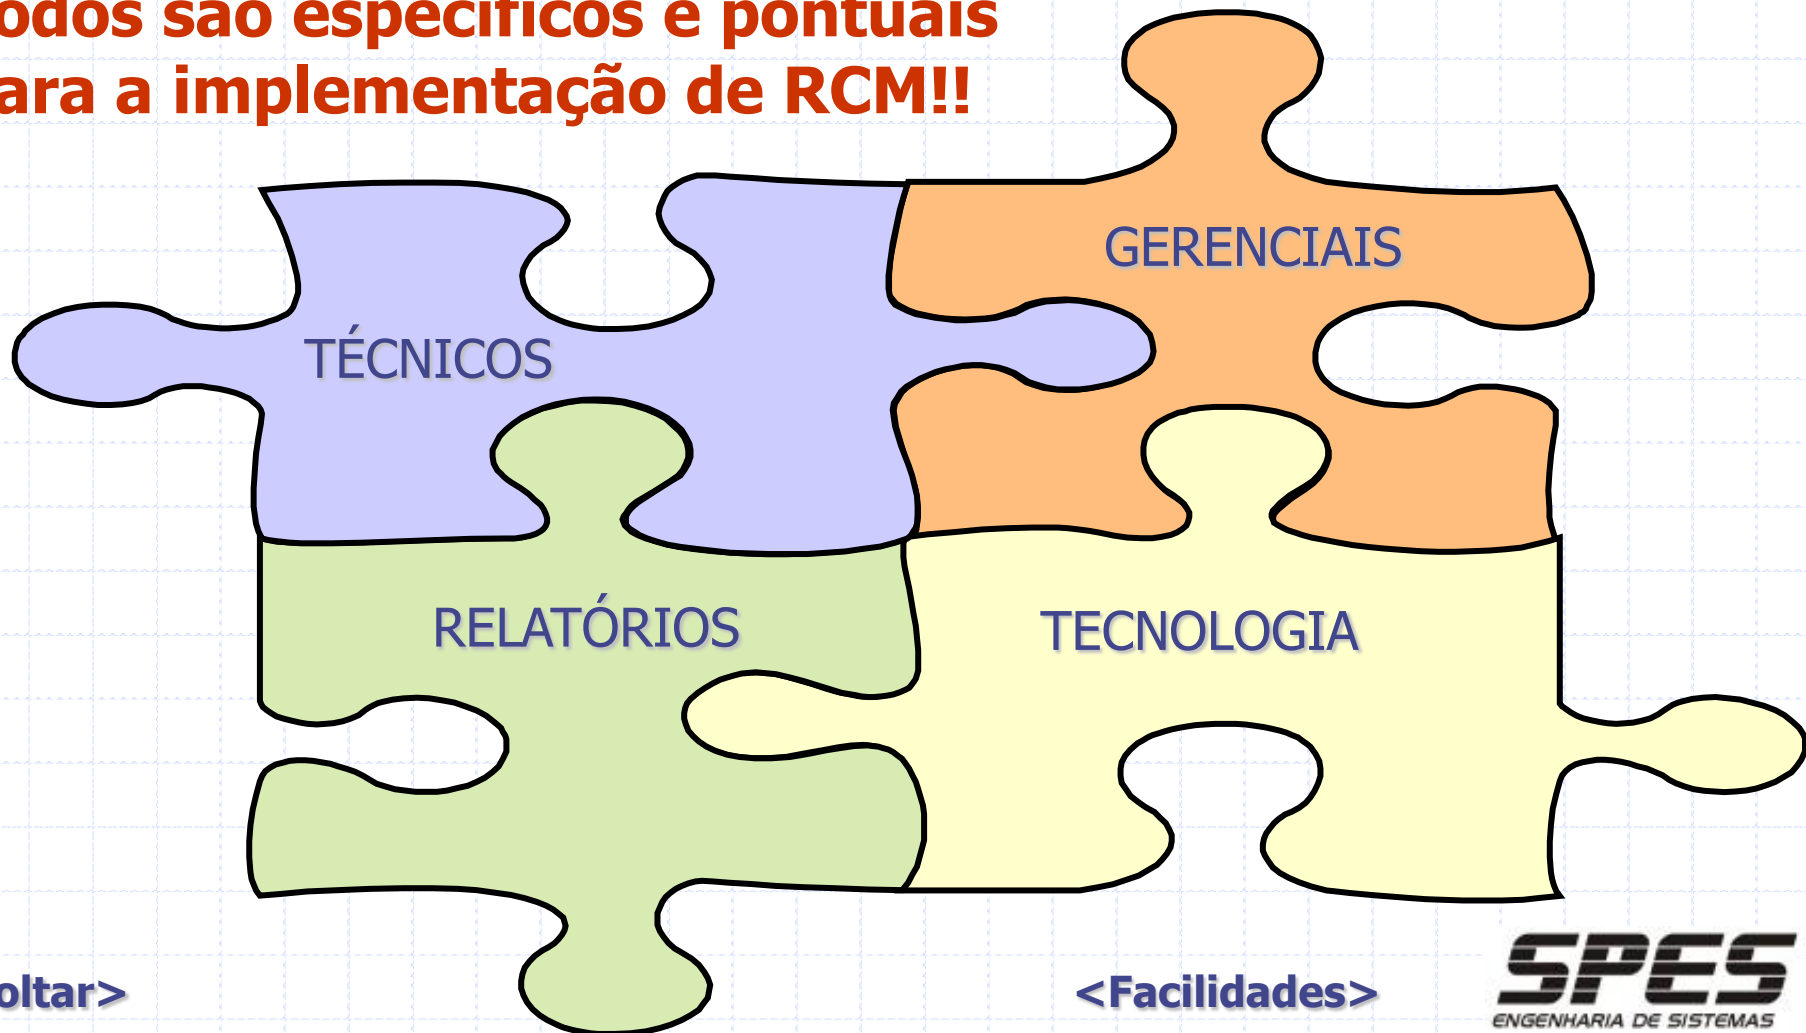 odos são específicos e pontuais
ara a implementação de RCM!!
GERENCIAIS
TÉCNICOS
RELATÓRIOS
TECNOLOGIA
oltar>
<Facilidades>
SPES
ENGENHARIA DE SISTEMAS